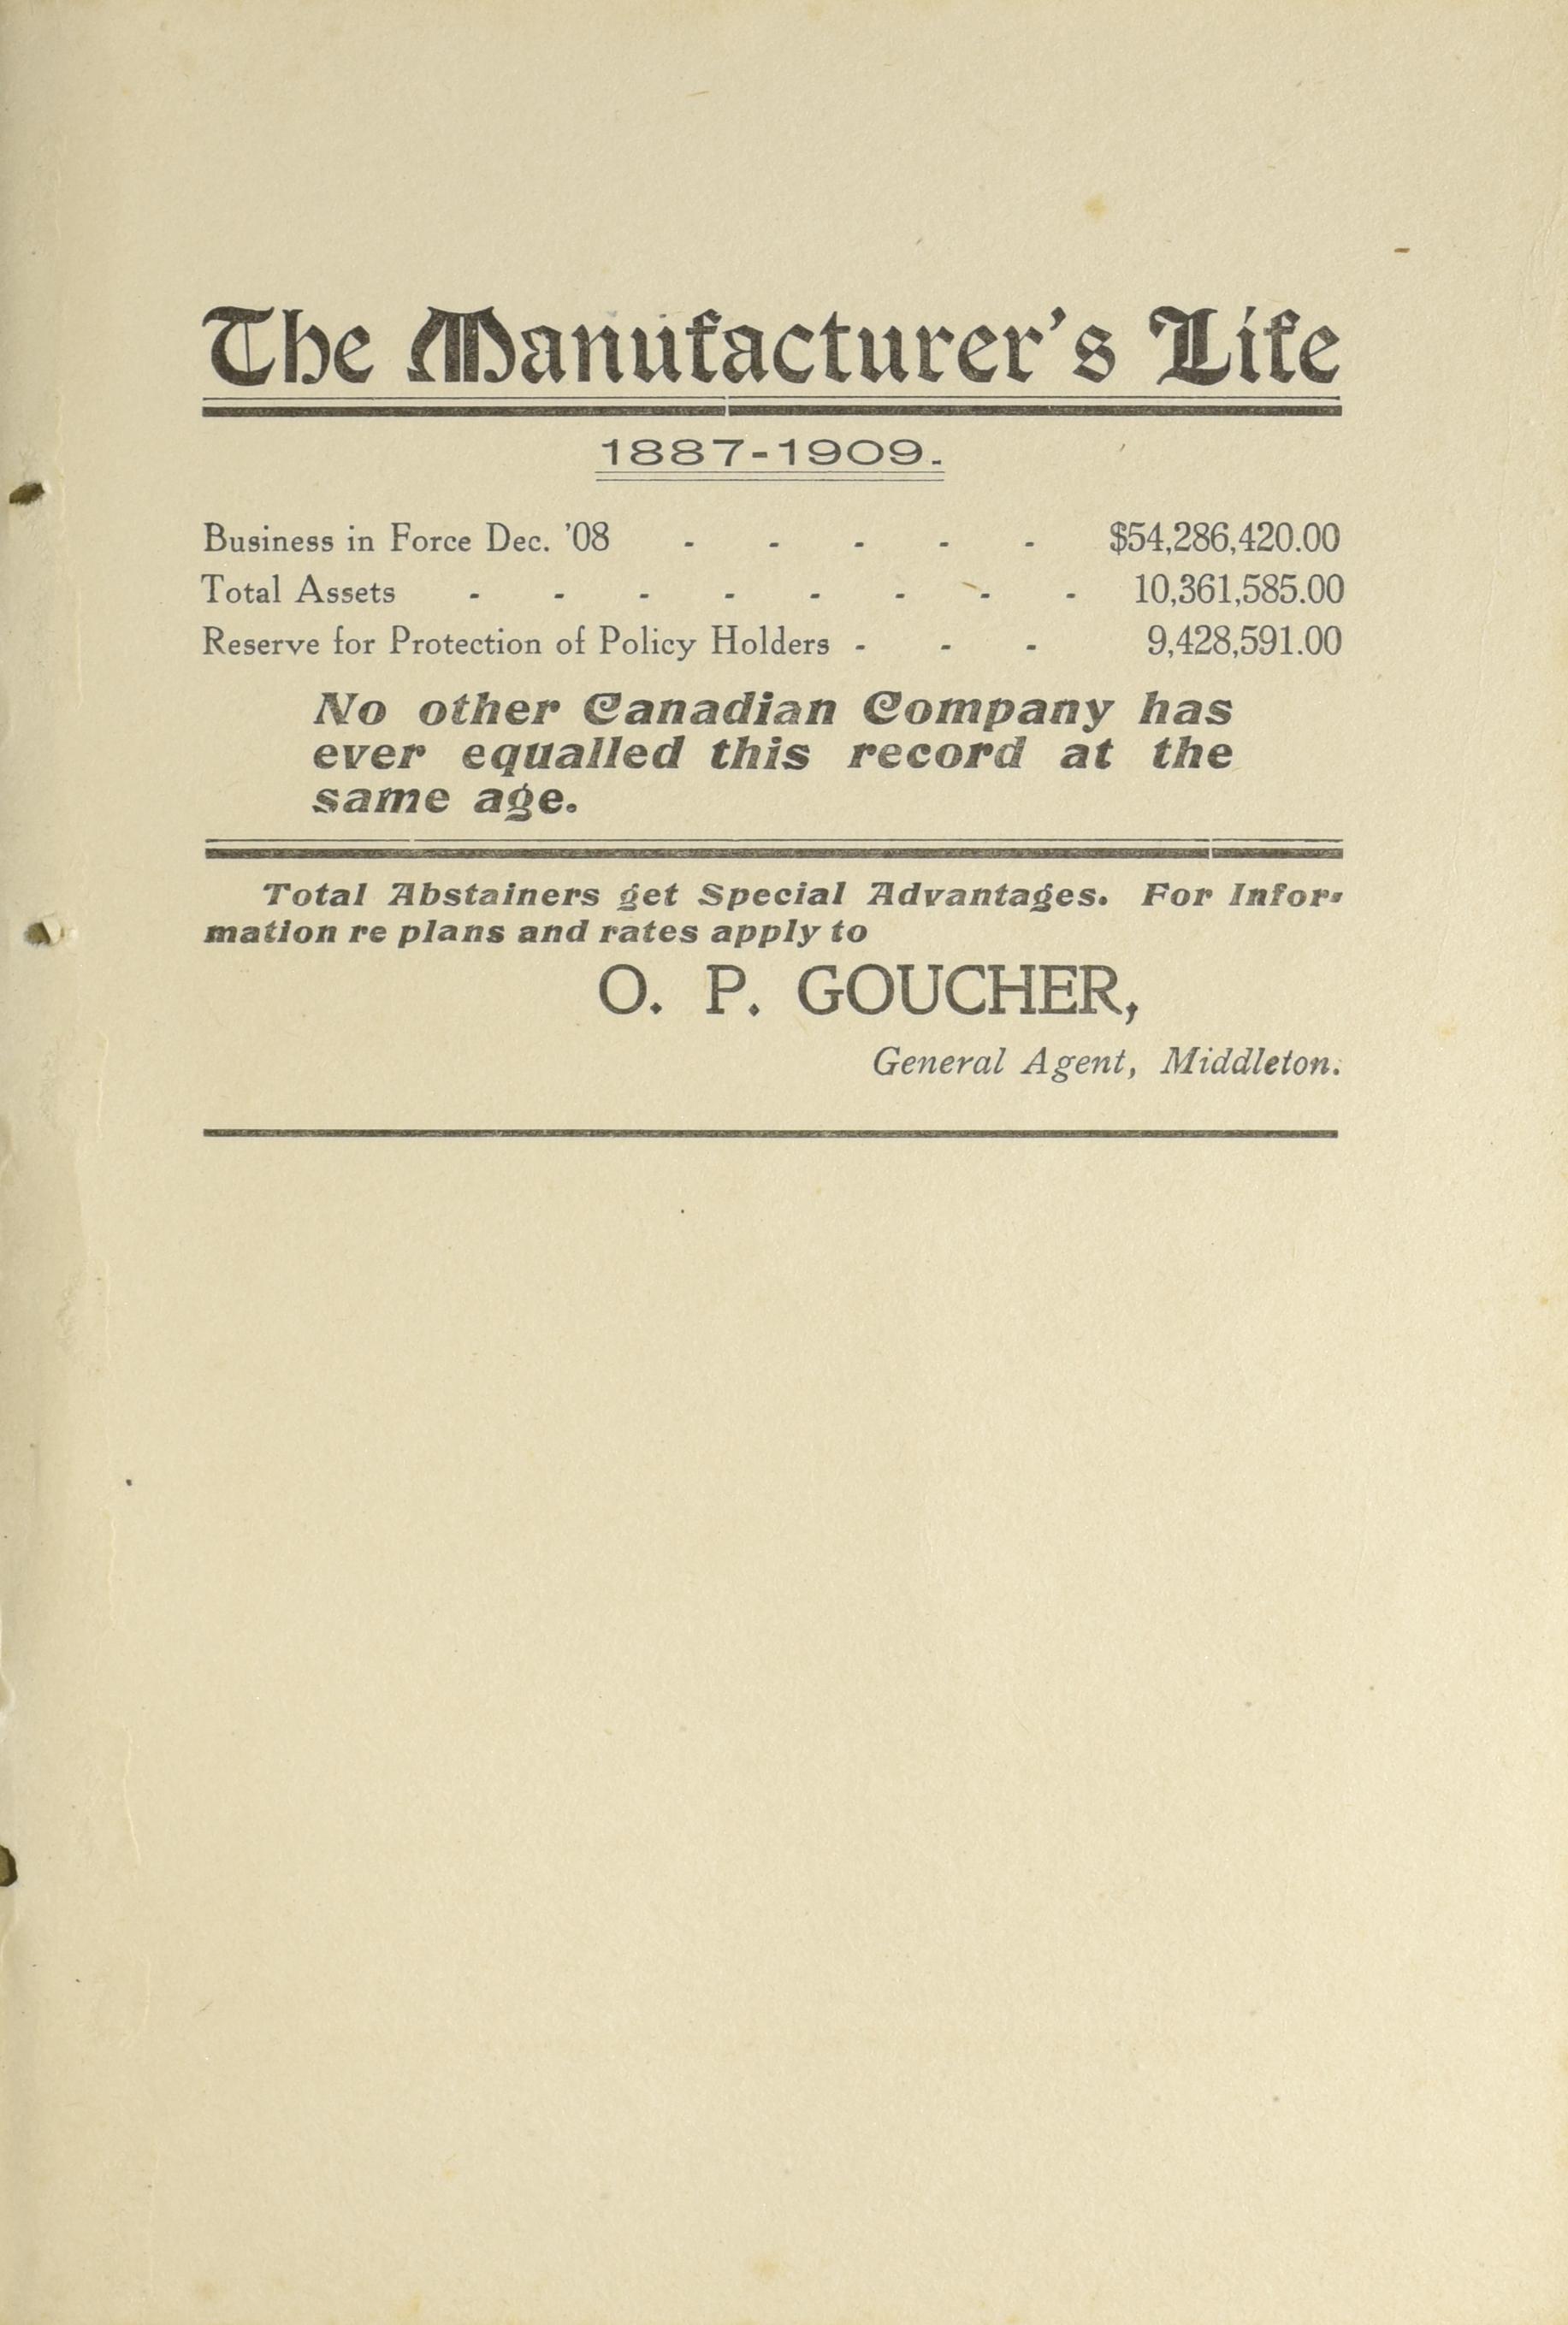 The Manufacturer's Life
1887-1909.
Business in Force Dec. '08 - - - - - $54,286,420.00
Total Assets - - - - - - - - 10,361,585.00
Reserve for Protection of Policy Holders - - - 9,428,591.00
No other Canadian Company has
ever equalled this record at the
same age.
Total Abstainers get Special Advantages. For Infor-
mation re plans and rates apply to
O. P. GOUCHER,
General Agent, Middleton.